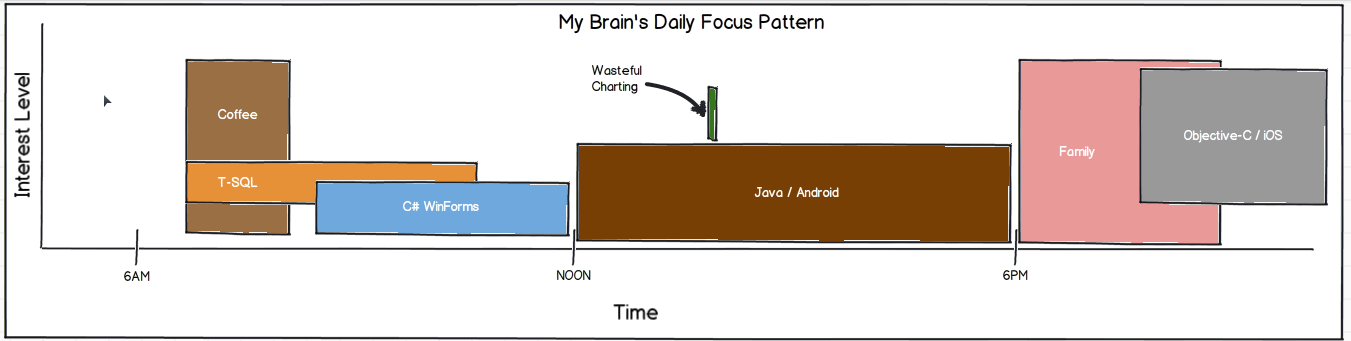 My Brain's Daily Focus Pattern
Interest Level
Wasteful
Charting
Coffee
T-SQL
C# WinForms
Java / Android
Family
Objective-C / iOS
6AM
NOON
6PM
Time